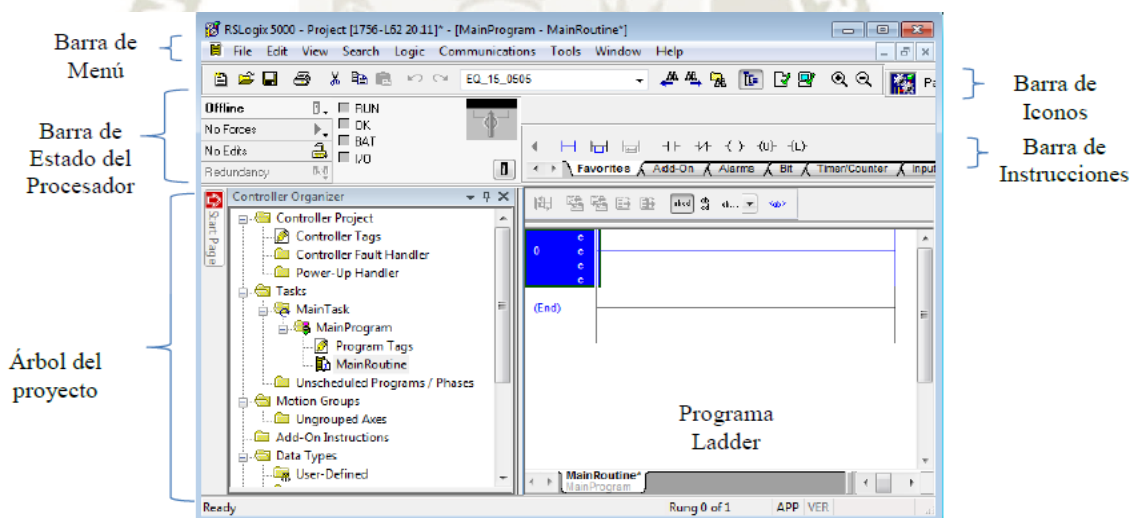 RSLogix 5000 - Project [1756-L62 20.11]* - [MainProgram - MainRoutine*]
Barra de
Menú
File Edit View Search Logic Communications Tools Window Help
EQ_15_0505
Barra de
Iconos
Barra de
Estado del
Procesador
Offline
RUN
No Forces
OK
No Edits
BAT
Redundancy
I/O
Favorites Add-On Alarms Bit Timer/Counter Input
Barra de
Instrucciones
Start Page
Controller Organizer
Controller Project
Controller Tags
Controller Fault Handler
Power-Up Handler
Tasks
MainTask
MainProgram
Program Tags
MainRoutine
Unscheduled Programs / Phases
Motion Groups
Ungrouped Axes
Add-On Instructions
Data Types
User-Defined
Árbol del
proyecto
abcd
0
e
e
e
e
(End)
Programa
Ladder
MainRoutine*
MainProgram
Ready
Rung 0 of 1 APP VER